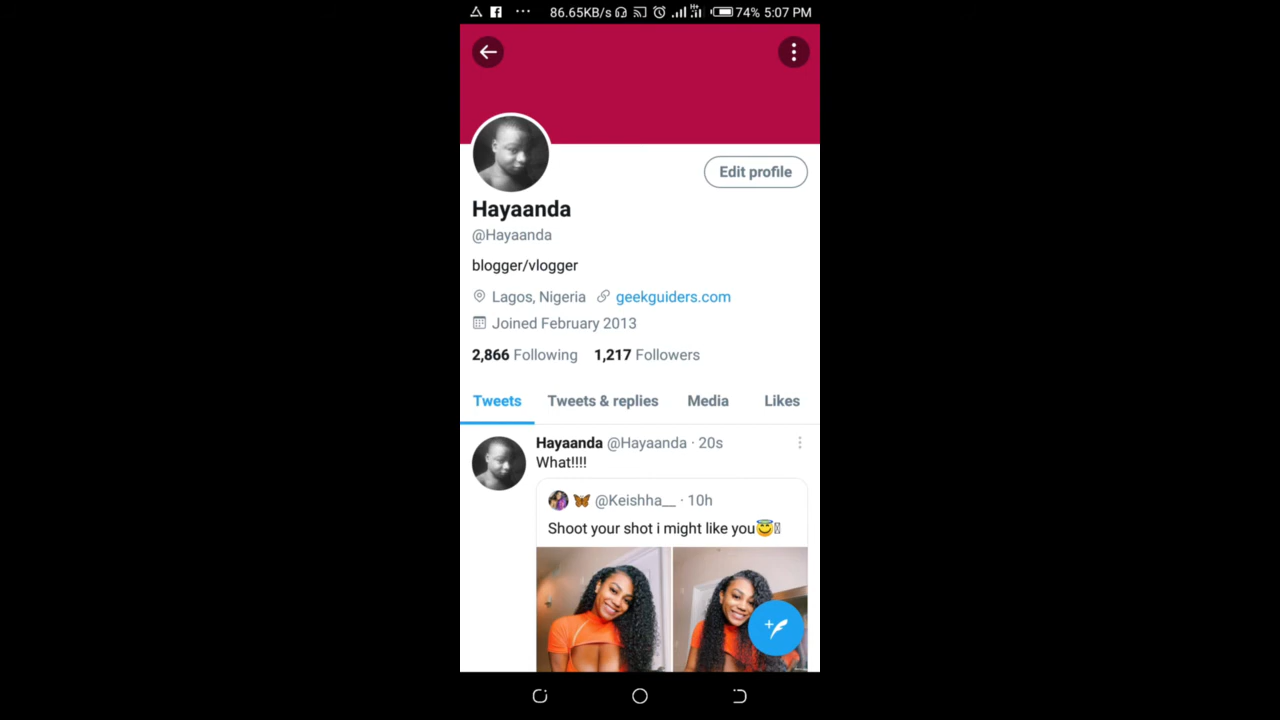 86.65KB/s H+ 74% 5:07 PM
Edit profile
Hayaanda
@Hayaanda
blogger/vlogger
Lagos, Nigeria geekguiders.com
Joined February 2013
2,866 Following 1,217 Followers
Tweets Tweets & replies Media Likes
Hayaanda @Hayaanda · 20s
What!!!!
🦋 @Keishha__ · 10h
Shoot your shot i might like you😇